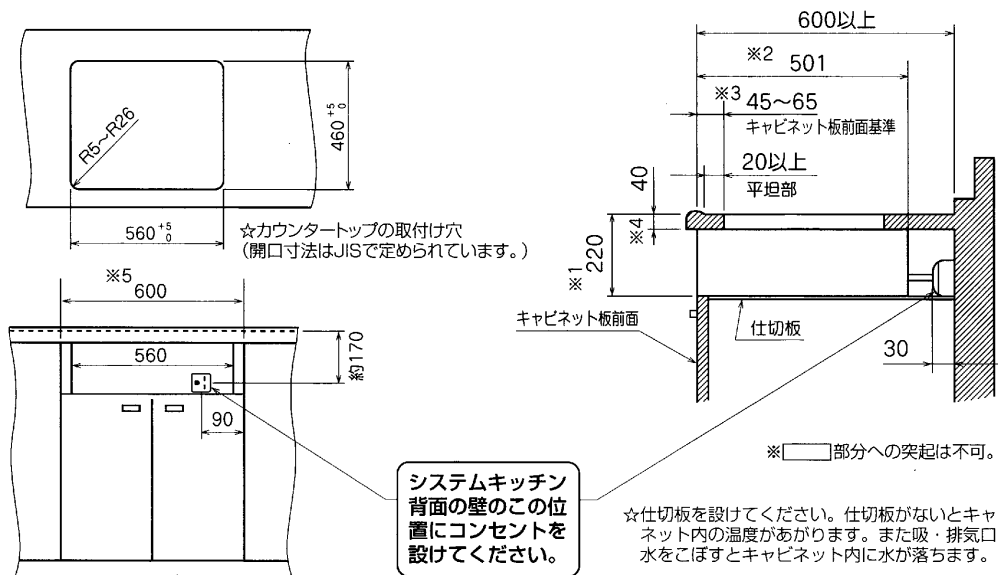 R5〜R26
460 +5 0
560 +5 0
☆カウンタートップの取付け穴
(開口寸法はJISで定められています。)
※5
600
560
約170
90
システムキッチン
背面の壁のこの位
置にコンセントを
設けてください。
600以上
※2
501
※3
45〜65
キャビネット板前面基準
20以上
平坦部
40
※4
※1
220
キャビネット板前面
仕切板
30
※ 部分への突起は不可。
☆仕切板を設けてください。仕切板がないとキャ
ネット内の温度があがります。また吸・排気口
水をこぼすとキャビネット内に水が落ちます。